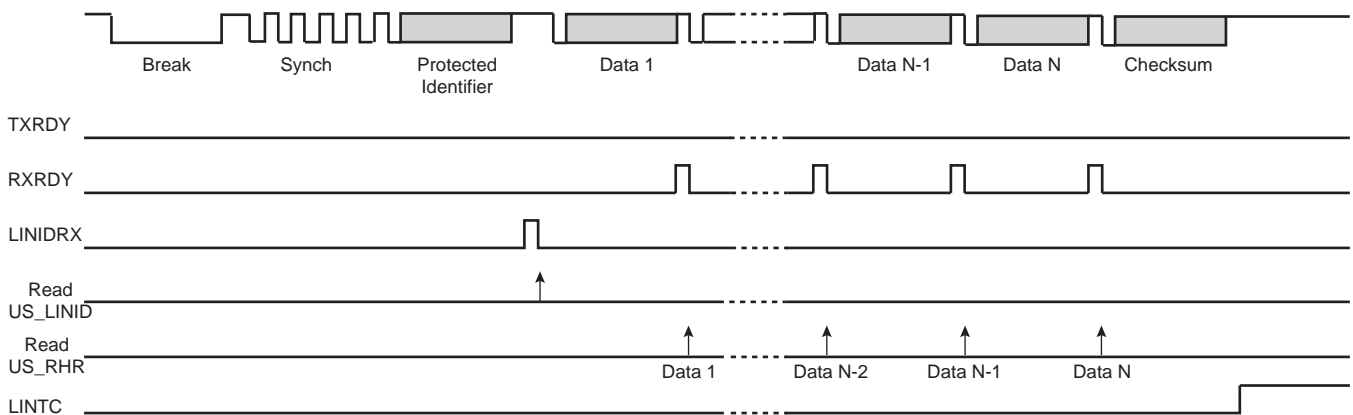 Break
Synch
Protected
Identifier
Data 1
Data N-1
Data N
Checksum
TXRDY
RXRDY
LINIDRX
Read
US_LINID
Read
US_RHR
Data 1
Data N-2
Data N-1
Data N
LINTC